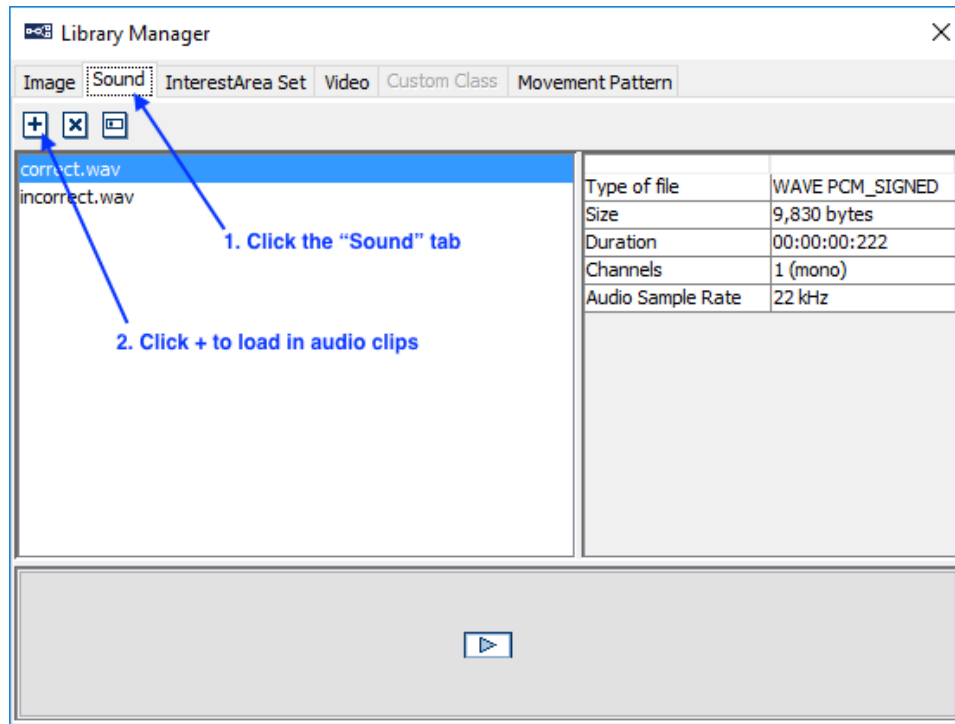 Library Manager
Image Sound InterestArea Set Video Custom Class Movement Pattern
correct.wav
incorrect.wav
Type of file WAVE PCM_SIGNED
Size 9,830 bytes
Duration 00:00:00:222
Channels 1 (mono)
Audio Sample Rate 22 kHz
1. Click the “Sound” tab
2. Click + to load in audio clips